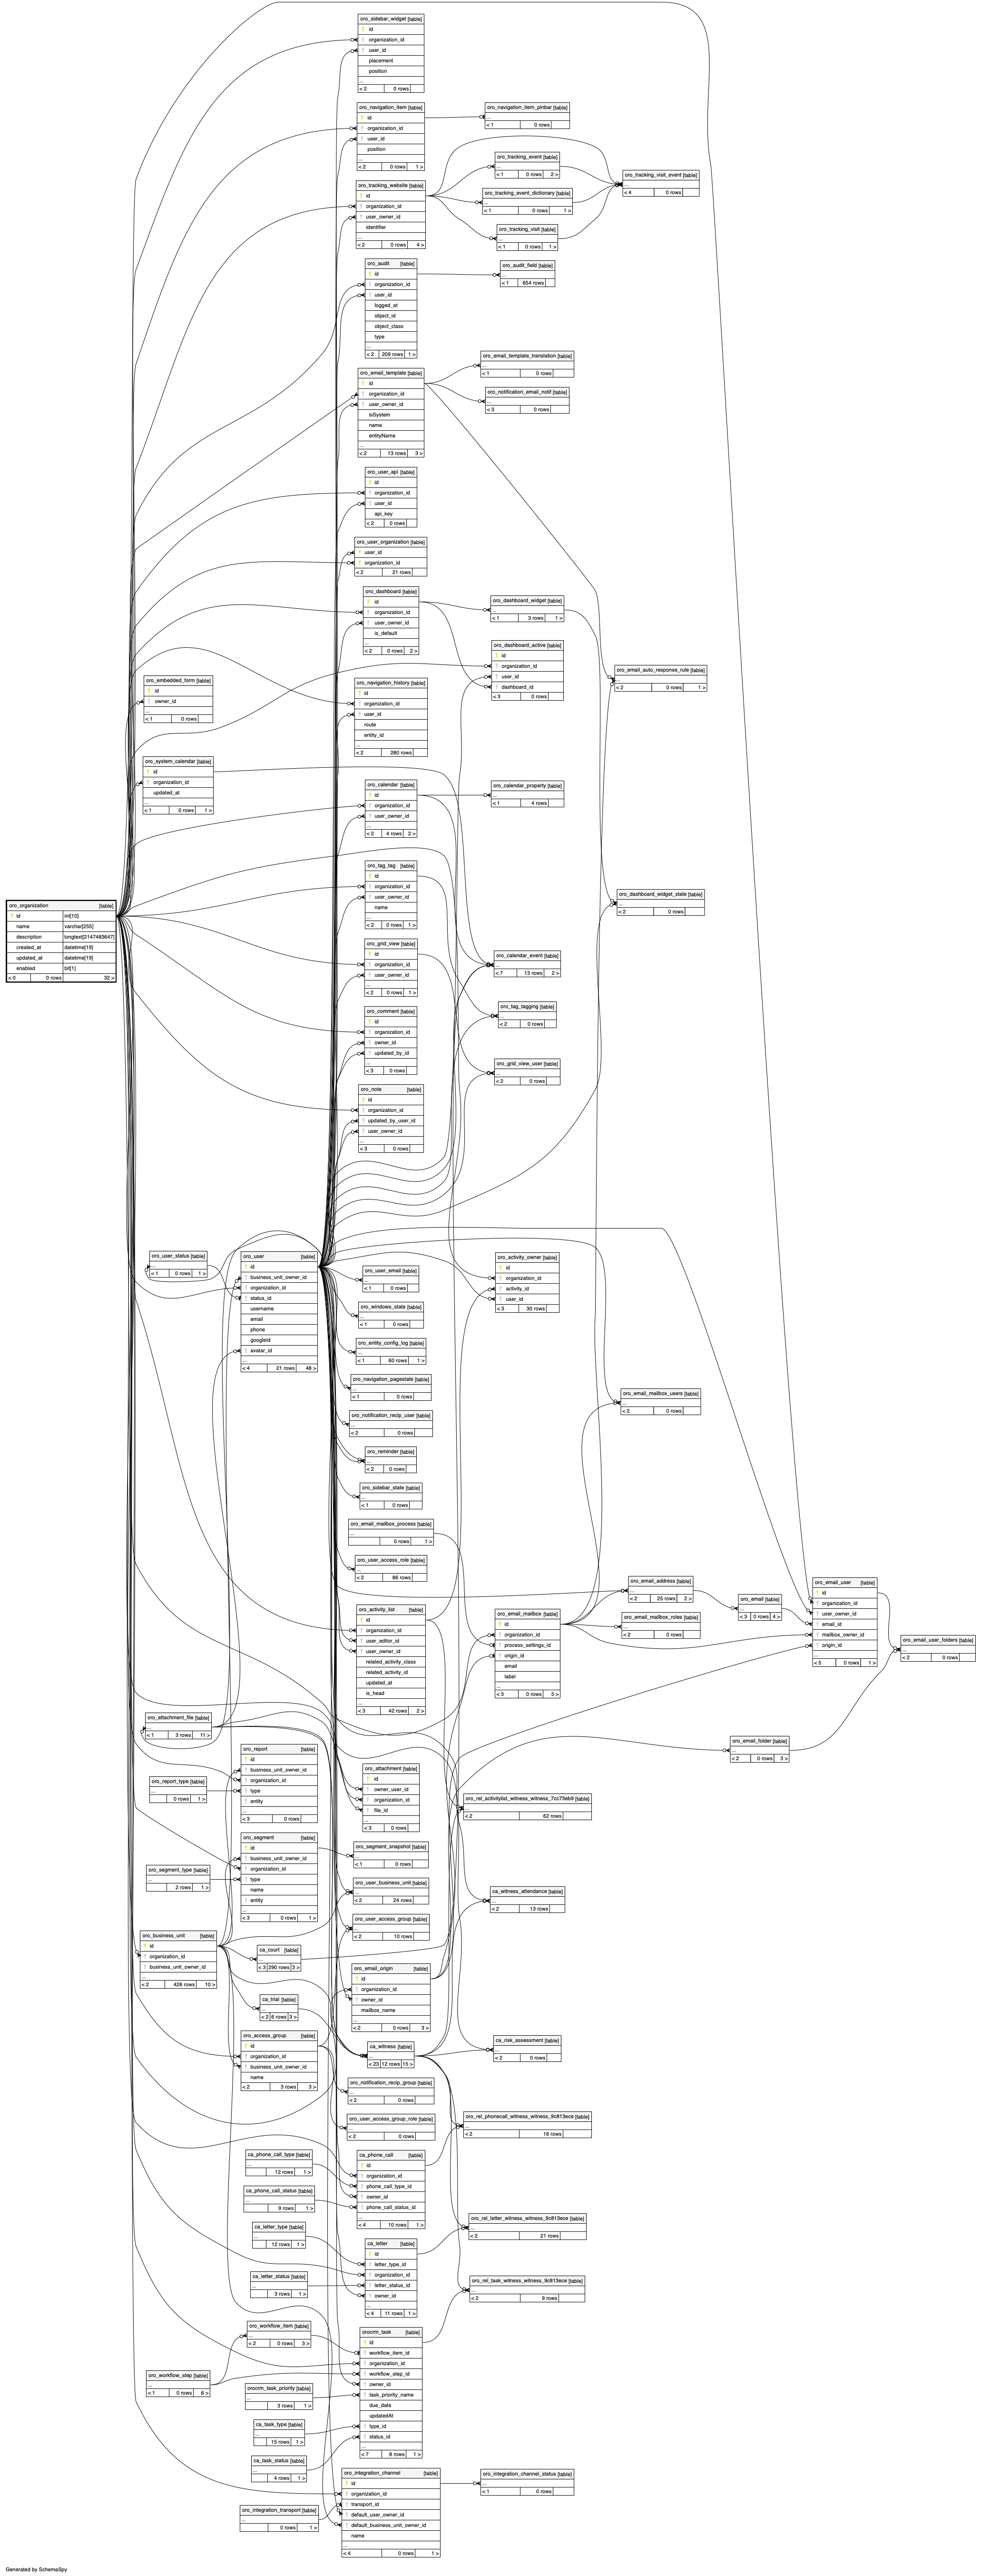 oro_sidebar_widget [table]
id
organization_id
user_id
placement
position
...
< 2 0 rows
oro_navigation_item [table]
id
organization_id
user_id
position
...
< 2 0 rows 1 >
oro_navigation_item_pinbar [table]
...
< 1 0 rows
oro_tracking_event [table]
...
< 1 0 rows 2 >
oro_tracking_visit_event [table]
...
< 4 0 rows
oro_tracking_website [table]
id
organization_id
user_owner_id
identifier
...
< 2 0 rows 4 >
oro_tracking_event_dictionary [table]
...
< 1 0 rows 1 >
oro_tracking_visit [table]
...
< 1 0 rows 1 >
oro_audit [table]
id
organization_id
user_id
logged_at
object_id
object_class
type
...
< 2 209 rows 1 >
oro_audit_field [table]
...
< 1 654 rows
oro_email_template [table]
id
organization_id
user_owner_id
isSystem
name
entityName
...
< 2 13 rows 3 >
oro_email_template_translation [table]
...
< 1 0 rows
oro_notification_email_notif [table]
...
< 3 0 rows
oro_user_api [table]
id
organization_id
user_id
api_key
< 2 0 rows
oro_user_organization [table]
user_id
organization_id
< 2 21 rows
oro_dashboard [table]
id
organization_id
user_owner_id
is_default
...
< 2 0 rows 2 >
oro_dashboard_widget [table]
...
< 1 3 rows 1 >
oro_dashboard_active [table]
id
organization_id
user_id
dashboard_id
< 3 0 rows
oro_email_auto_response_rule [table]
...
< 2 0 rows 1 >
oro_embedded_form [table]
id
owner_id
...
< 1 0 rows
oro_navigation_history [table]
id
organization_id
user_id
route
entity_id
...
< 2 280 rows
oro_system_calendar [table]
id
organization_id
updated_at
...
< 1 0 rows 1 >
oro_calendar [table]
id
organization_id
user_owner_id
...
< 2 4 rows 2 >
oro_calendar_property [table]
...
< 1 4 rows
oro_tag_tag [table]
id
organization_id
user_owner_id
name
...
< 2 0 rows 1 >
oro_dashboard_widget_state [table]
...
< 2 0 rows
oro_organization [table]
id int[10]
name varchar[255]
description longtext[2147483647]
created_at datetime[19]
updated_at datetime[19]
enabled bit[1]
< 0 0 rows 32 >
oro_grid_view [table]
id
organization_id
user_owner_id
...
< 2 0 rows 1 >
oro_calendar_event [table]
...
< 7 13 rows 2 >
oro_tag_tagging [table]
...
< 2 0 rows
oro_comment [table]
id
organization_id
owner_id
updated_by_id
...
< 3 0 rows
oro_grid_view_user [table]
...
< 2 0 rows
oro_note [table]
id
organization_id
updated_by_user_id
user_owner_id
...
< 3 0 rows
oro_user_status [table]
...
< 1 0 rows 1 >
oro_user [table]
id
business_unit_owner_id
organization_id
status_id
username
email
phone
googleId
avatar_id
...
< 4 21 rows 48 >
oro_user_email [table]
...
< 1 0 rows
oro_activity_owner [table]
id
organization_id
activity_id
user_id
< 3 30 rows
oro_windows_state [table]
...
< 1 0 rows
oro_entity_config_log [table]
...
< 1 60 rows 1 >
oro_navigation_pagestate [table]
...
< 1 0 rows
oro_email_mailbox_users [table]
...
< 2 0 rows
oro_notification_recip_user [table]
...
< 2 0 rows
oro_reminder [table]
...
< 2 0 rows
oro_sidebar_state [table]
...
< 1 0 rows
oro_email_mailbox_process [table]
...
0 rows 1 >
oro_user_access_role [table]
...
< 2 86 rows
oro_email_address [table]
...
< 2 25 rows 2 >
oro_email [table]
...
< 3 0 rows 4 >
oro_email_user [table]
id
organization_id
user_owner_id
email_id
mailbox_owner_id
origin_id
...
< 5 0 rows 1 >
oro_activity_list [table]
id
organization_id
user_editor_id
user_owner_id
related_activity_class
related_activity_id
updated_at
is_head
...
< 3 42 rows 2 >
oro_email_mailbox [table]
id
organization_id
process_settings_id
origin_id
email
label
...
< 3 0 rows 5 >
oro_email_mailbox_roles [table]
...
< 2 0 rows
oro_email_user_folders [table]
...
< 2 0 rows
oro_attachment_file [table]
...
< 1 3 rows 11 >
oro_email_folder [table]
...
< 2 0 rows 3 >
oro_report [table]
id
business_unit_owner_id
organization_id
type
entity
...
< 3 0 rows
oro_report_type [table]
...
0 rows 1 >
oro_attachment [table]
id
owner_user_id
organization_id
file_id
...
< 3 0 rows
oro_rel_activitylist_witness_witness_7cc73eb9 [table]
...
< 2 62 rows
oro_segment [table]
id
business_unit_owner_id
organization_id
type
name
entity
...
< 3 0 rows 1 >
oro_segment_type [table]
...
2 rows 1 >
oro_segment_snapshot [table]
...
< 1 0 rows
oro_user_business_unit [table]
...
< 2 24 rows
ca_witness_attendance [table]
...
< 2 13 rows
oro_user_access_group [table]
...
< 2 10 rows
oro_business_unit [table]
id
organization_id
business_unit_owner_id
...
< 2 428 rows 10 >
ca_court [table]
...
< 3 290 rows 3 >
oro_email_origin [table]
id
organization_id
owner_id
mailbox_name
...
< 2 0 rows 3 >
ca_trial [table]
...
< 2 6 rows 3 >
oro_access_group [table]
id
organization_id
business_unit_owner_id
name
< 2 3 rows 3 >
ca_witness [table]
...
< 23 12 rows 15 >
ca_risk_assessment [table]
...
< 2 0 rows
oro_notification_recip_group [table]
...
< 2 0 rows
oro_user_access_group_role [table]
...
< 2 0 rows
oro_rel_phonecall_witness_witness_9c813ece [table]
...
< 2 16 rows
ca_phone_call_type [table]
...
12 rows 1 >
ca_phone_call [table]
id
organization_id
phone_call_type_id
owner_id
phone_call_status_id
...
< 4 10 rows 1 >
ca_phone_call_status [table]
...
9 rows 1 >
ca_letter_type [table]
...
12 rows 1 >
oro_rel_letter_witness_witness_9c813ece [table]
...
< 2 21 rows
ca_letter [table]
id
letter_type_id
organization_id
letter_status_id
owner_id
...
< 4 11 rows 1 >
ca_letter_status [table]
...
3 rows 1 >
oro_rel_task_witness_witness_9c813ece [table]
...
< 2 9 rows
oro_workflow_item [table]
...
< 2 0 rows 3 >
orocrm_task [table]
id
workflow_item_id
organization_id
workflow_step_id
owner_id
task_priority_name
due_date
updatedAt
type_id
status_id
...
< 7 8 rows 1 >
oro_workflow_step [table]
...
< 1 0 rows 6 >
orocrm_task_priority [table]
...
3 rows 1 >
ca_task_type [table]
...
15 rows 1 >
ca_task_status [table]
...
4 rows 1 >
oro_integration_channel [table]
id
organization_id
transport_id
default_user_owner_id
default_business_unit_owner_id
name
...
< 4 0 rows 1 >
oro_integration_channel_status [table]
...
< 1 0 rows
oro_integration_transport [table]
...
0 rows 1 >
Generated by SchemaSpy